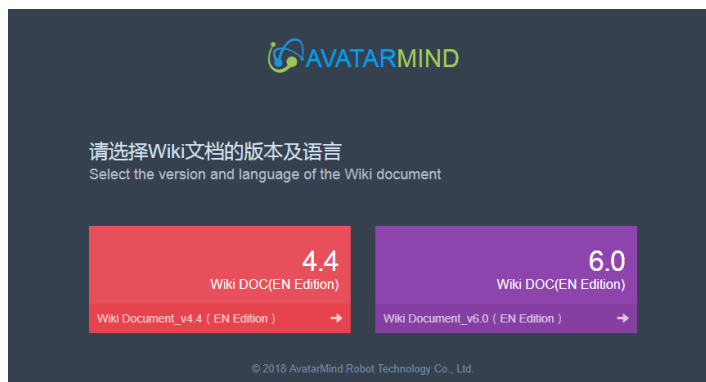 AVATARMIND
请选择Wiki文档的版本及语言
Select the version and language of the Wiki document
4.4
Wiki DOC(EN Edition)
Wiki Document_v4.4（EN Edition）
6.0
Wiki DOC(EN Edition)
Wiki Document_v6.0（EN Edition）
© 2018 AvatarMind Robot Technology Co., Ltd.